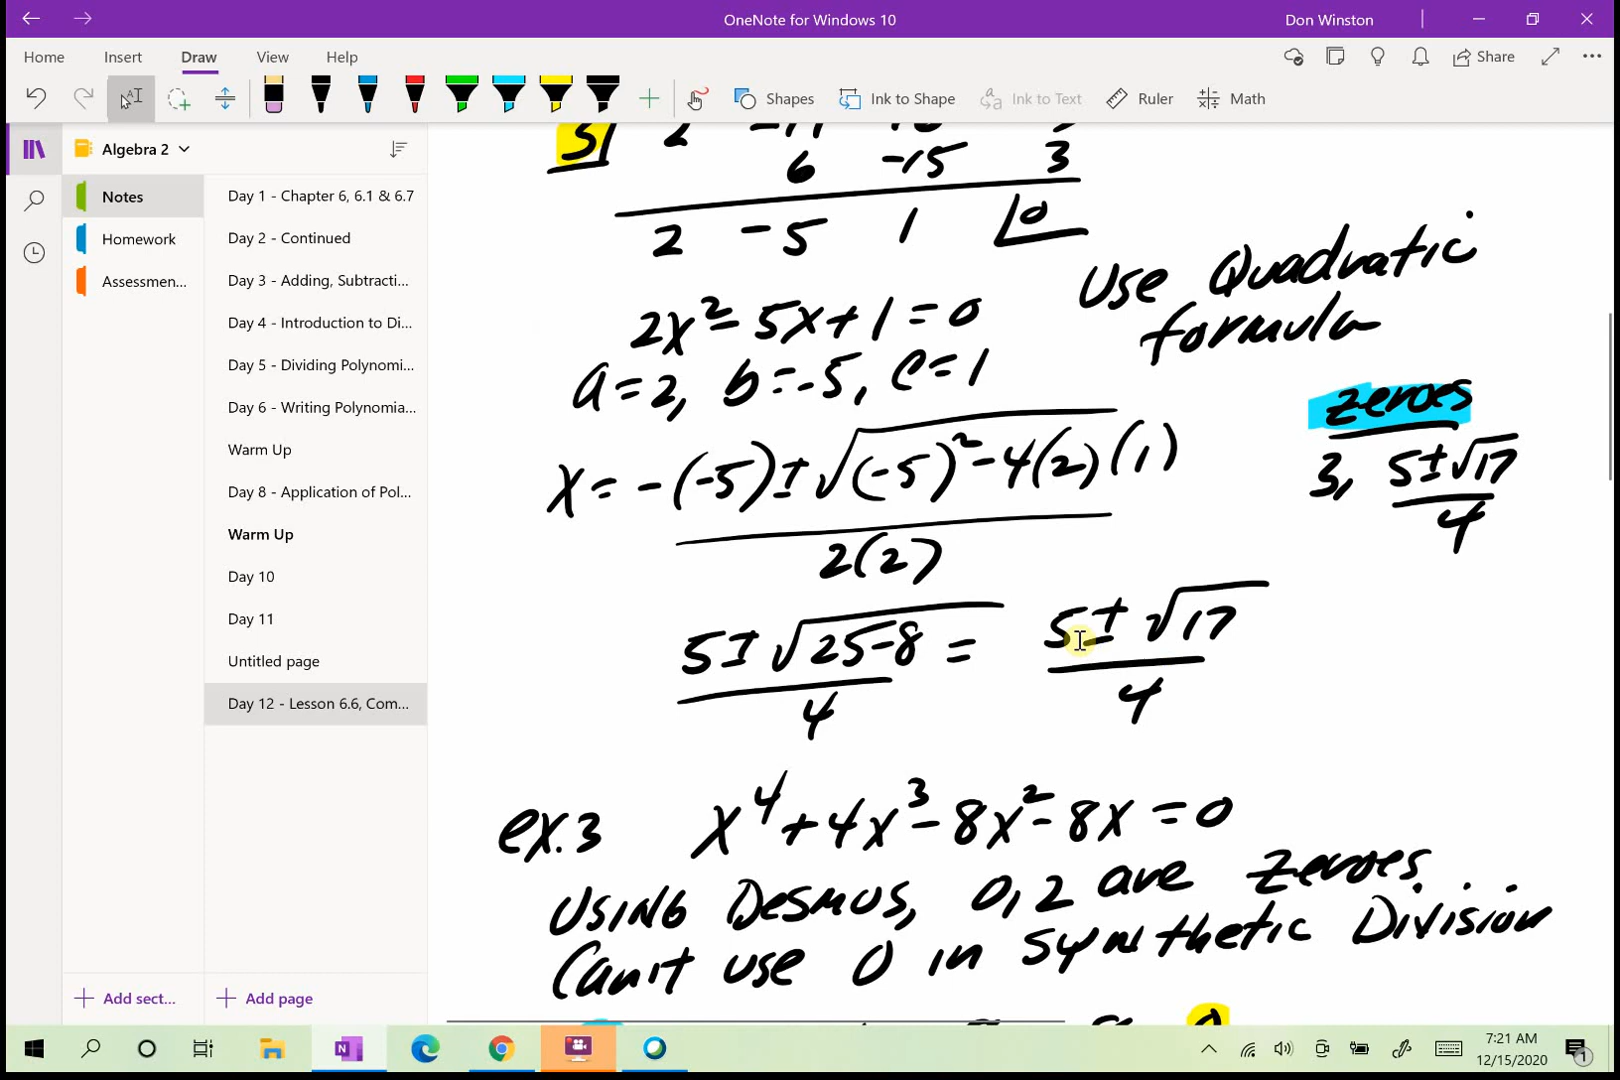 OneNote for Windows 10
Don Winston
Home Insert Draw View Help
Share
Shapes Ink to Shape Ink to Text Ruler Math
Algebra 2
Notes
Homework
Assessmen...
Day 1 - Chapter 6, 6.1 & 6.7
Day 2 - Continued
Day 3 - Adding, Subtracti...
Day 4 - Introduction to Di...
Day 5 - Dividing Polynomi...
Day 6 - Writing Polynomia...
Warm Up
Day 8 - Application of Pol...
Warm Up
Day 10
Day 11
Untitled page
Day 12 - Lesson 6.6, Com...
Add sect...
Add page
6 -15 3
2 -5 1 0
Use Quadratic
formula
2x²- 5x+1=0
a=2, b=-5, c=1
x= -(-5)±√(-5)²-4(2)(1)
2(2)
zeroes
3, 5±√17
4
5±√25-8 = 5±√17
4 4
ex.3 x⁴+4x³-8x²-8x=0
Using Desmus, 0,2 are zeroes
Can't use 0 in Synthetic Division
7:21 AM
12/15/2020
1